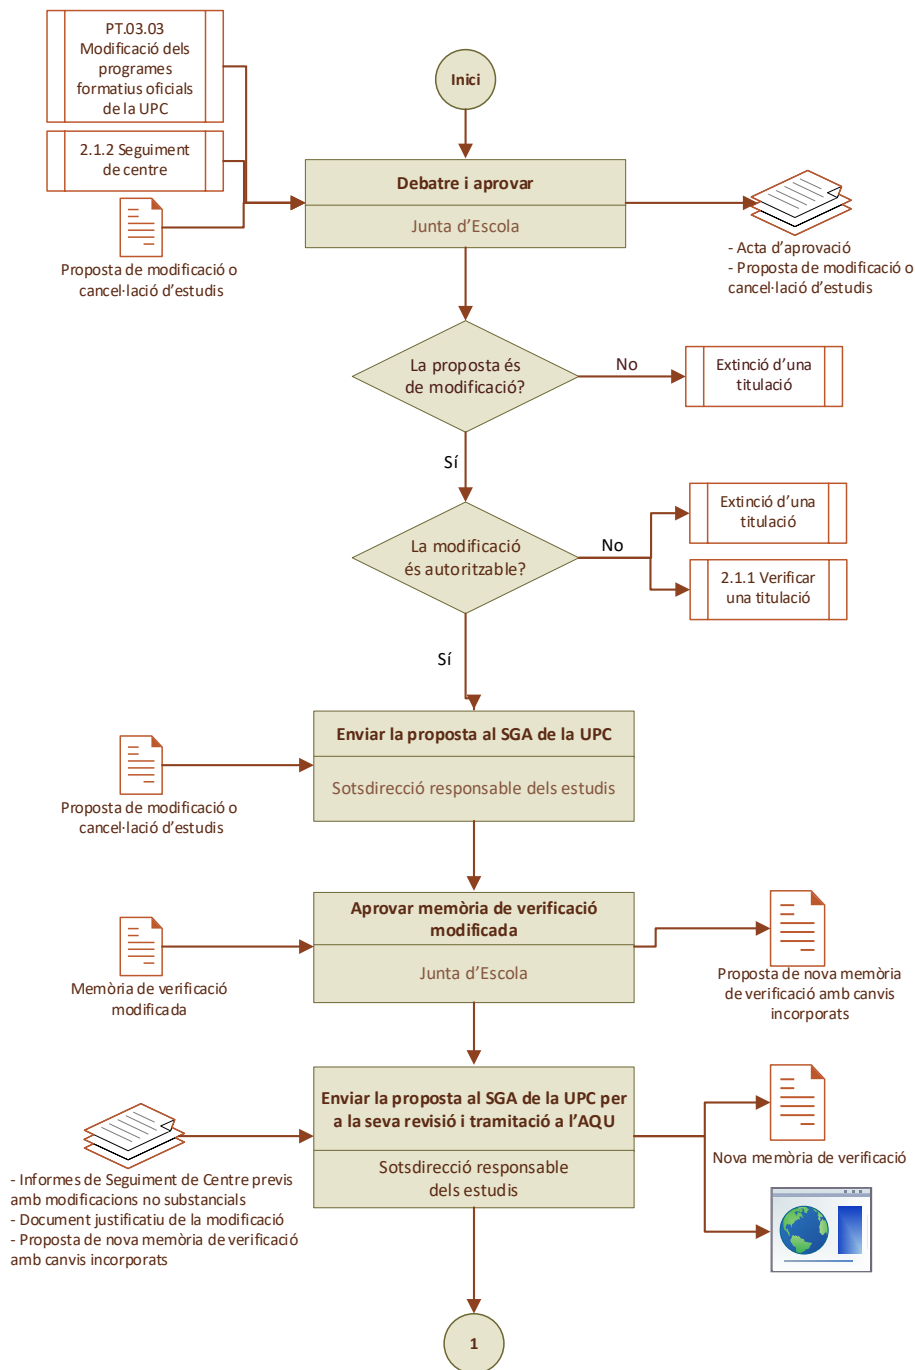 PT.03.03
Modificació dels
programes
formatius oficials
de la UPC
Inici
2.1.2 Seguiment
de centre
Debatre i aprovar
Junta d’Escola
Proposta de modificació o
cancel·lació d’estudis
- Acta d’aprovació
- Proposta de modificació o
cancel·lació d’estudis
La proposta és
de modificació?
No
Extinció d’una
titulació
Sí
La modificació
és autoritzable?
No
Extinció d’una
titulació
2.1.1 Verificar
una titulació
Sí
Enviar la proposta al SGA de la UPC
Sotsdirecció responsable dels estudis
Proposta de modificació o
cancel·lació d’estudis
Aprovar memòria de verificació
modificada
Junta d’Escola
Memòria de verificació
modificada
Proposta de nova memòria
de verificació amb canvis
incorporats
Enviar la proposta al SGA de la UPC per
a la seva revisió i tramitació a l’AQU
Sotsdirecció responsable
dels estudis
Nova memòria de verificació
- Informes de Seguiment de Centre previs
amb modificacions no substancials
- Document justificatiu de la modificació
- Proposta de nova memòria de verificació
amb canvis incorporats
1